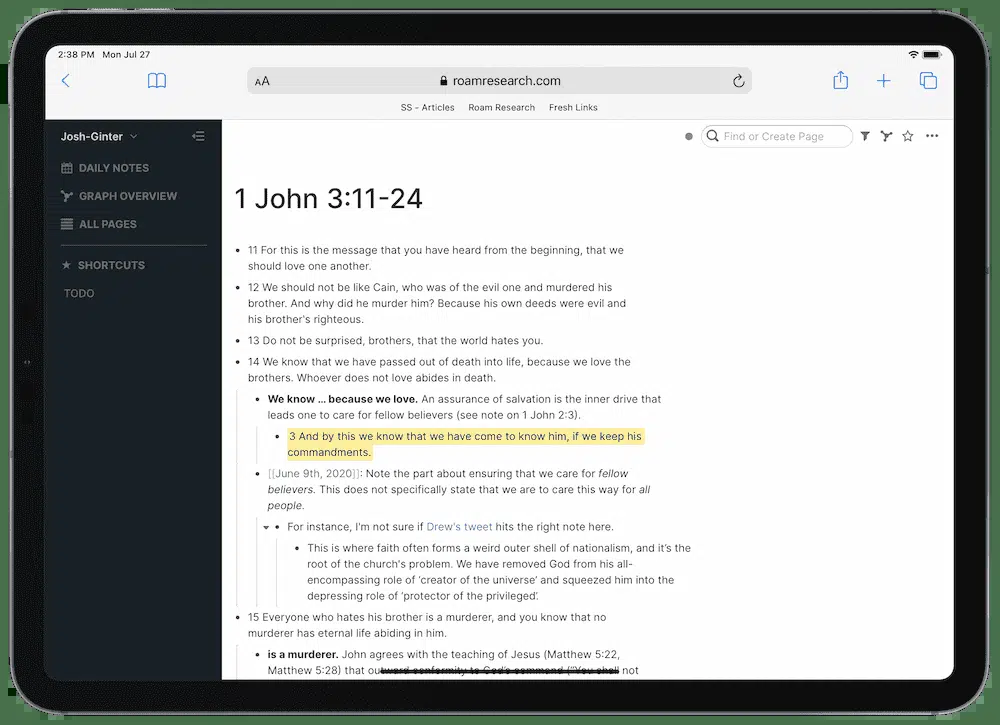 2:38 PM Mon Jul 27
AA roamresearch.com
SS - Articles Roam Research Fresh Links
Josh-Ginter
Find or Create Page
DAILY NOTES
GRAPH OVERVIEW
ALL PAGES
SHORTCUTS
TODO
1 John 3:11-24
11 For this is the message that you have heard from the beginning, that we
should love one another.
12 We should not be like Cain, who was of the evil one and murdered his
brother. And why did he murder him? Because his own deeds were evil and
his brother's righteous.
13 Do not be surprised, brothers, that the world hates you.
14 We know that we have passed out of death into life, because we love the
brothers. Whoever does not love abides in death.
We know ... because we love. An assurance of salvation is the inner drive that
leads one to care for fellow believers (see note on 1 John 2:3).
3 And by this we know that we have come to know him, if we keep his
commandments.
[[June 9th, 2020]]: Note the part about ensuring that we care for fellow
believers. This does not specifically state that we are to care this way for all
people.
For instance, I'm not sure if Drew's tweet hits the right note here.
This is where faith often forms a weird outer shell of nationalism, and it's the
root of the church's problem. We have removed God from his all-
encompassing role of 'creator of the universe' and squeezed him into the
depressing role of 'protector of the privileged'.
15 Everyone who hates his brother is a murderer, and you know that no
murderer has eternal life abiding in him.
is a murderer. John agrees with the teaching of Jesus (Matthew 5:22,
Matthew 5:28) that outward conformity to God's command ("You shall not